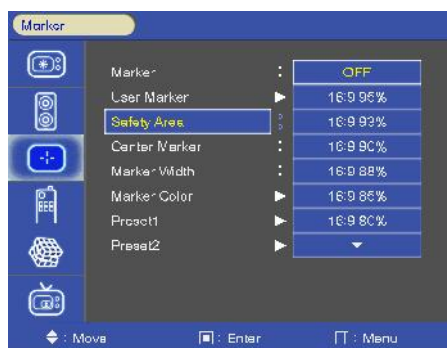 Marker
Marker : OFF
User Marker 16:9 95%
Safety Area : 16:9 93%
Center Marker : 16:9 90%
Marker Width : 16:9 88%
Marker Color 16:9 85%
Preset1 16:9 80%
Preset2
: Move : Enter : Menu